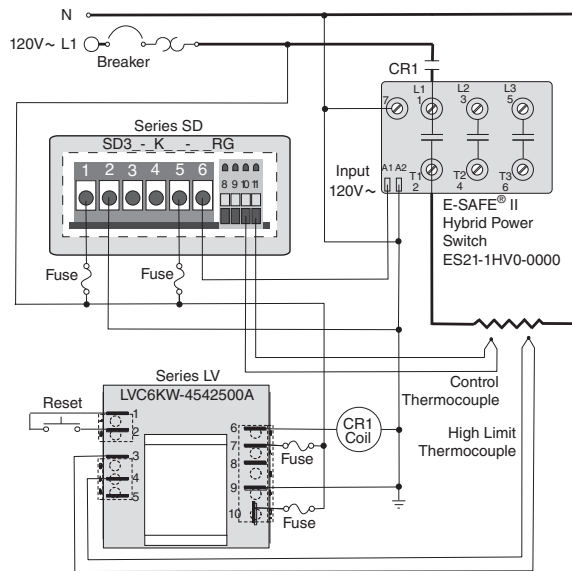 N
120V~ L1
Breaker
CR1
L1
1
L2
3
L3
5
7
Series SD
SD3_- K_ _ -_ _RG
1 2 3 4 5 6
8 9 10 11
Input
120V~
A1 A2
T1
2
T2
4
T3
6
E-SAFE® II
Hybrid Power
Switch
ES21-1HV0-0000
Fuse
Fuse
Control
Thermocouple
High Limit
Thermocouple
Series LV
LVC6KW-4542500A
Reset
1
2
3
4
5
6
7
8
9
10
CR1
Coil
Fuse
Fuse